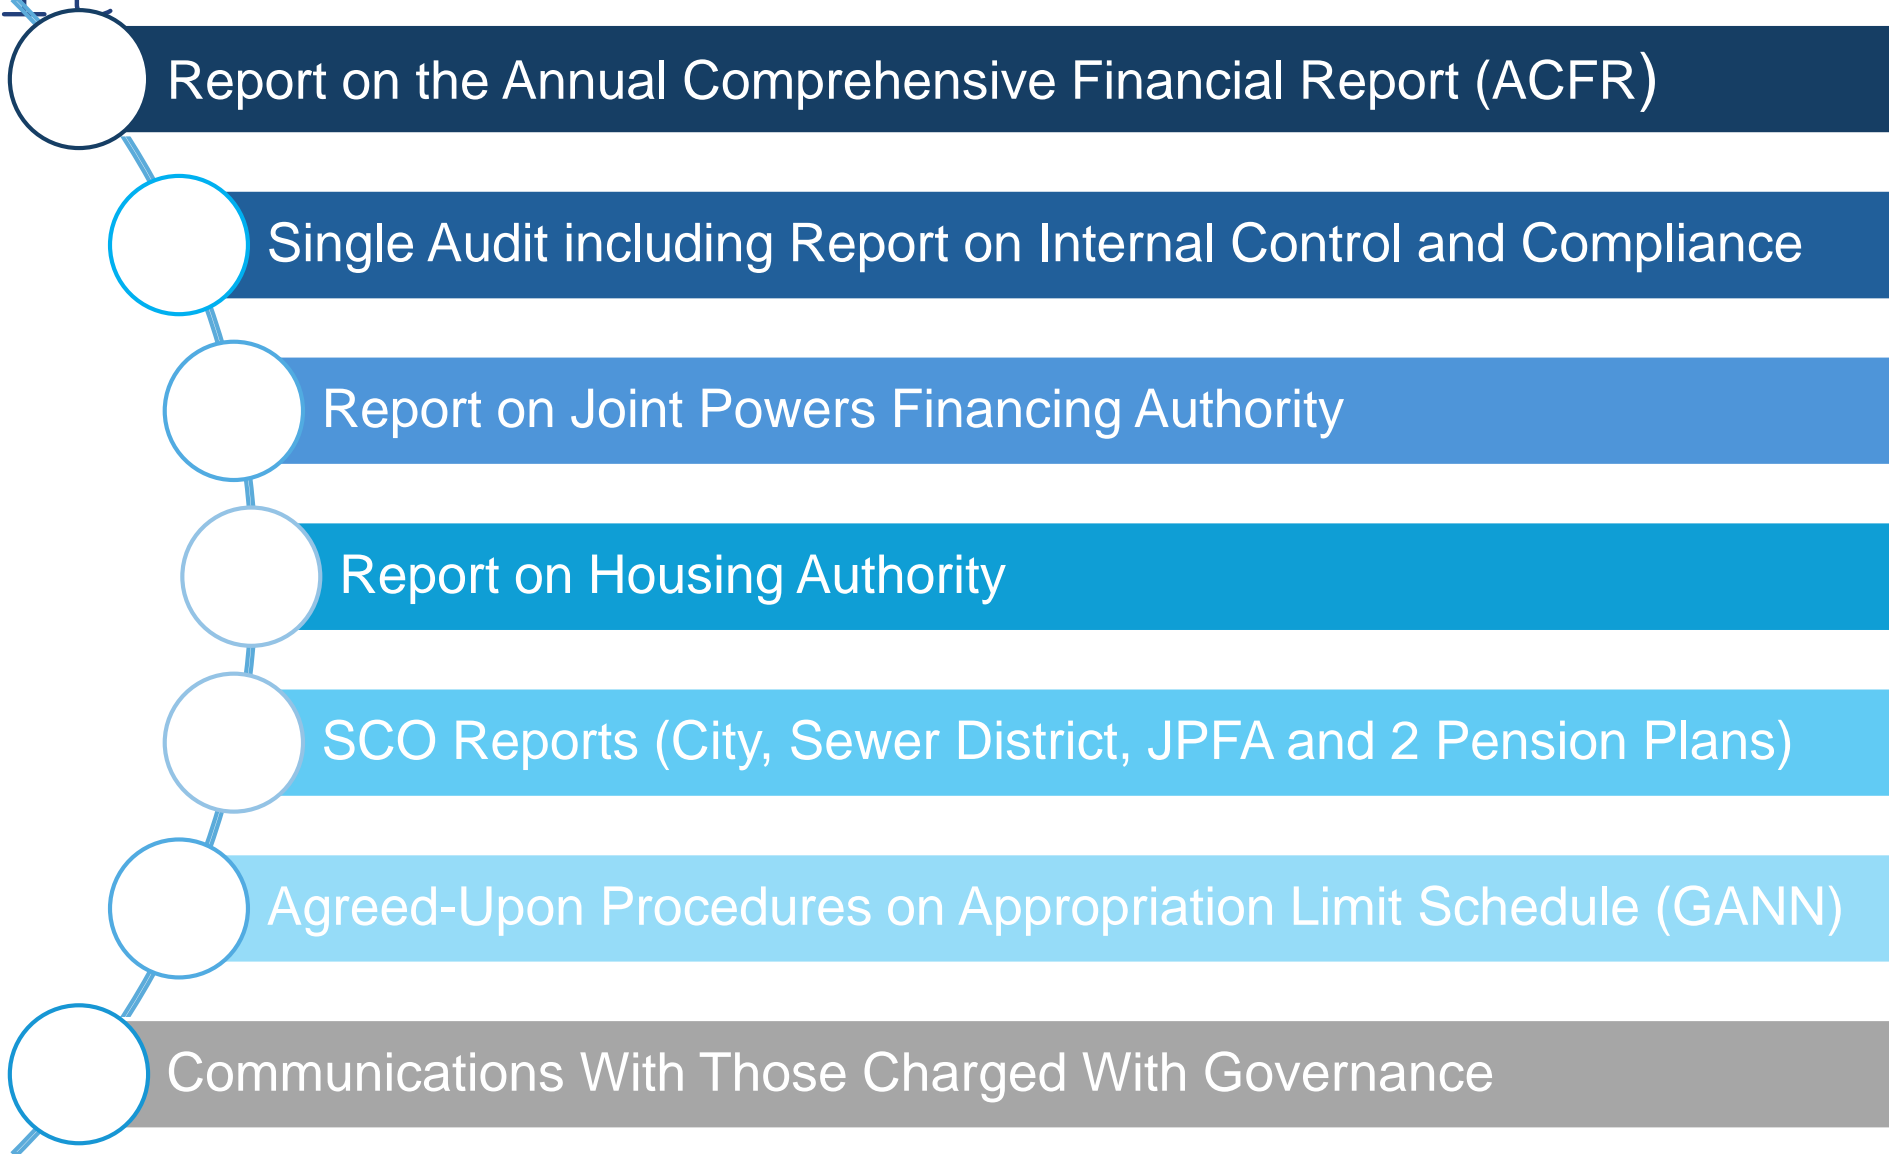 Report on the Annual Comprehensive Financial Report (ACFR)
Single Audit including Report on Internal Control and Compliance
Report on Joint Powers Financing Authority
Report on Housing Authority
SCO Reports (City, Sewer District, JPFA and 2 Pension Plans)
Agreed-Upon Procedures on Appropriation Limit Schedule (GANN)
Communications With Those Charged With Governance